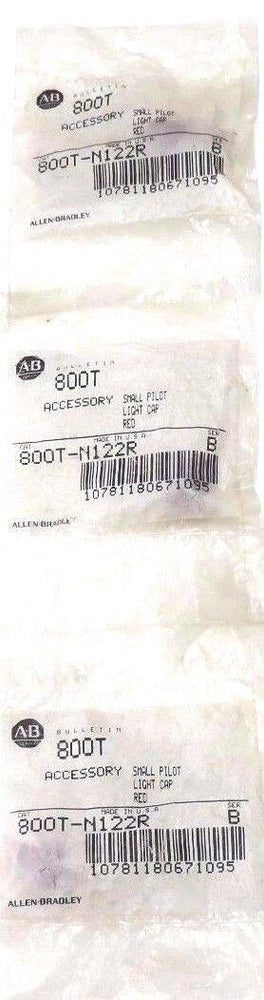 AB
BULLETIN
800T
ACCESSORY SMALL PILOT
LIGHT CAP
RED
MADE IN U.S.A. SER
800T-N122R B
10781180671095
ALLEN-BRADLEY
AB
BULLETIN
800T
ACCESSORY SMALL PILOT
LIGHT CAP
RED
CAT MADE IN U.S.A. SER
800T-N122R B
10781180671095
ALLEN-BRADLEY
AB
BULLETIN
800T
ACCESSORY SMALL PILOT
LIGHT CAP
RED
CAT MADE IN U.S.A. SER
800T-N122R B
10781180671095
ALLEN-BRADLEY